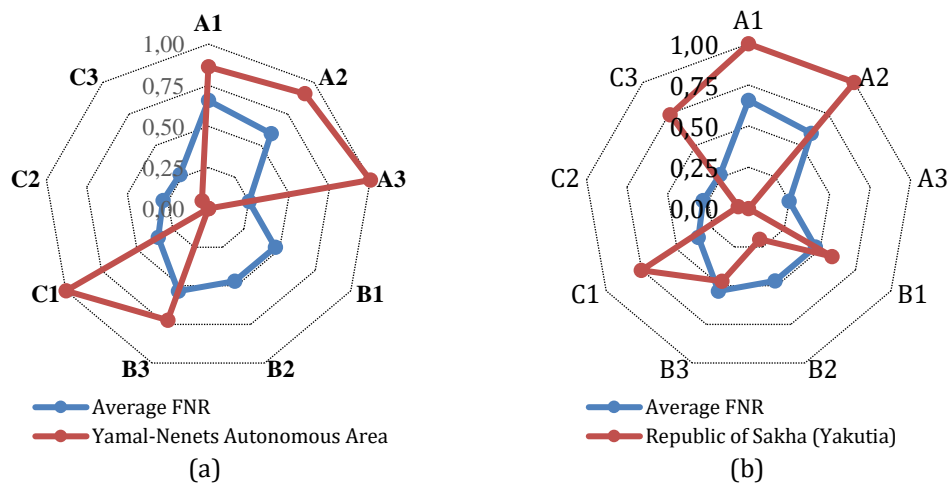 A1
1,00
C3
A2
0,75
0,50
C2
0,25
A3
0,00
C1
B1
B3
B2
Average FNR
Yamal-Nenets Autonomous Area
(a)
A1
1,00
C3
A2
0,75
0,50
C2
0,25
A3
0,00
C1
B1
B3
B2
Average FNR
Republic of Sakha (Yakutia)
(b)